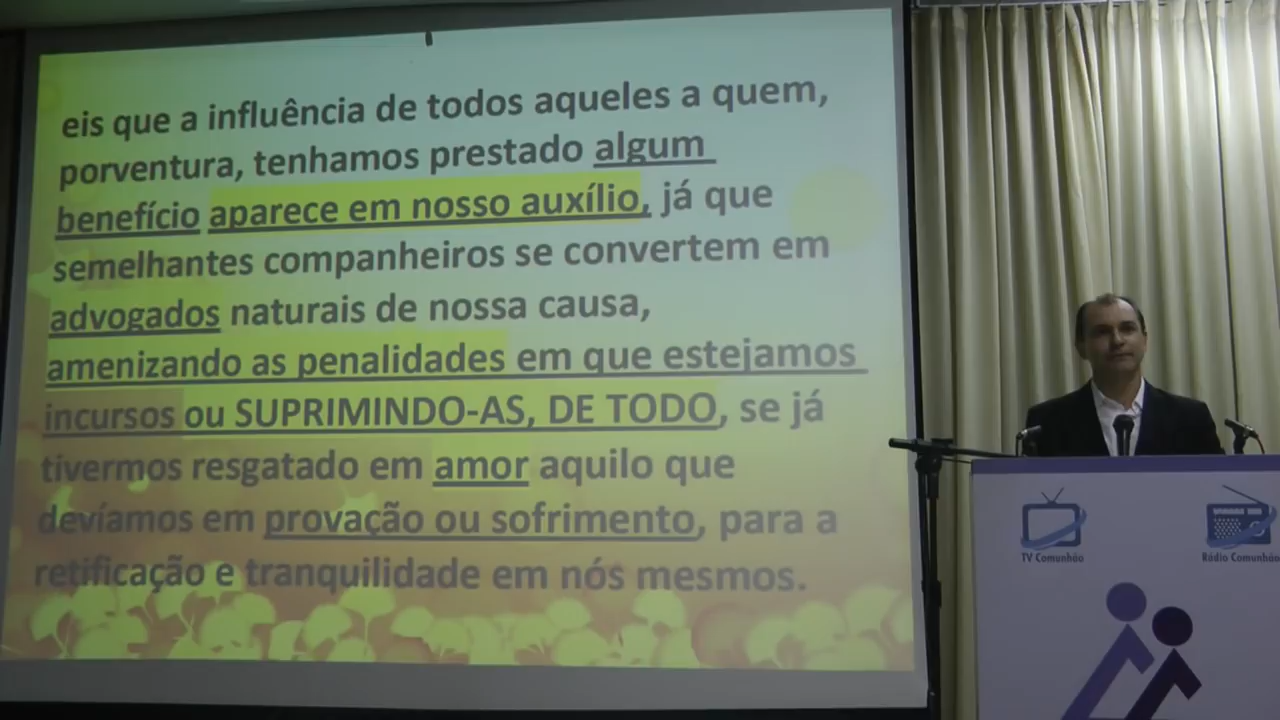 eis que a influência de todos aqueles a quem,
porventura, tenhamos prestado algum
benefício aparece em nosso auxílio, já que
semelhantes companheiros se convertem em
advogados naturais de nossa causa,
amenizando as penalidades em que estejamos
incursos ou SUPRIMINDO-AS, DE TODO, se já
tivermos resgatado em amor aquilo que
devíamos em provação ou sofrimento, para a
retificação e tranquilidade em nós mesmos.
TV Comunhão
Rádio Comunhão